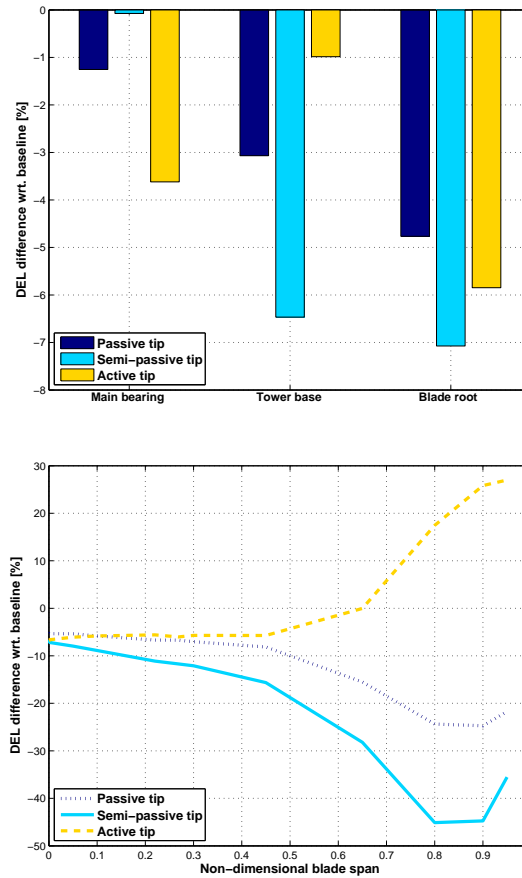 0
−1
−2
−3
−4
−5
−6
−7
−8
DEL difference wrt. baseline [%]
Passive tip
Semi−passive tip
Active tip
Main bearing Tower base Blade root
30
20
10
0
−10
−20
−30
−40
−50
DEL difference wrt. baseline [%]
Passive tip
Semi−passive tip
Active tip
0 0.1 0.2 0.3 0.4 0.5 0.6 0.7 0.8 0.9
Non−dimensional blade span